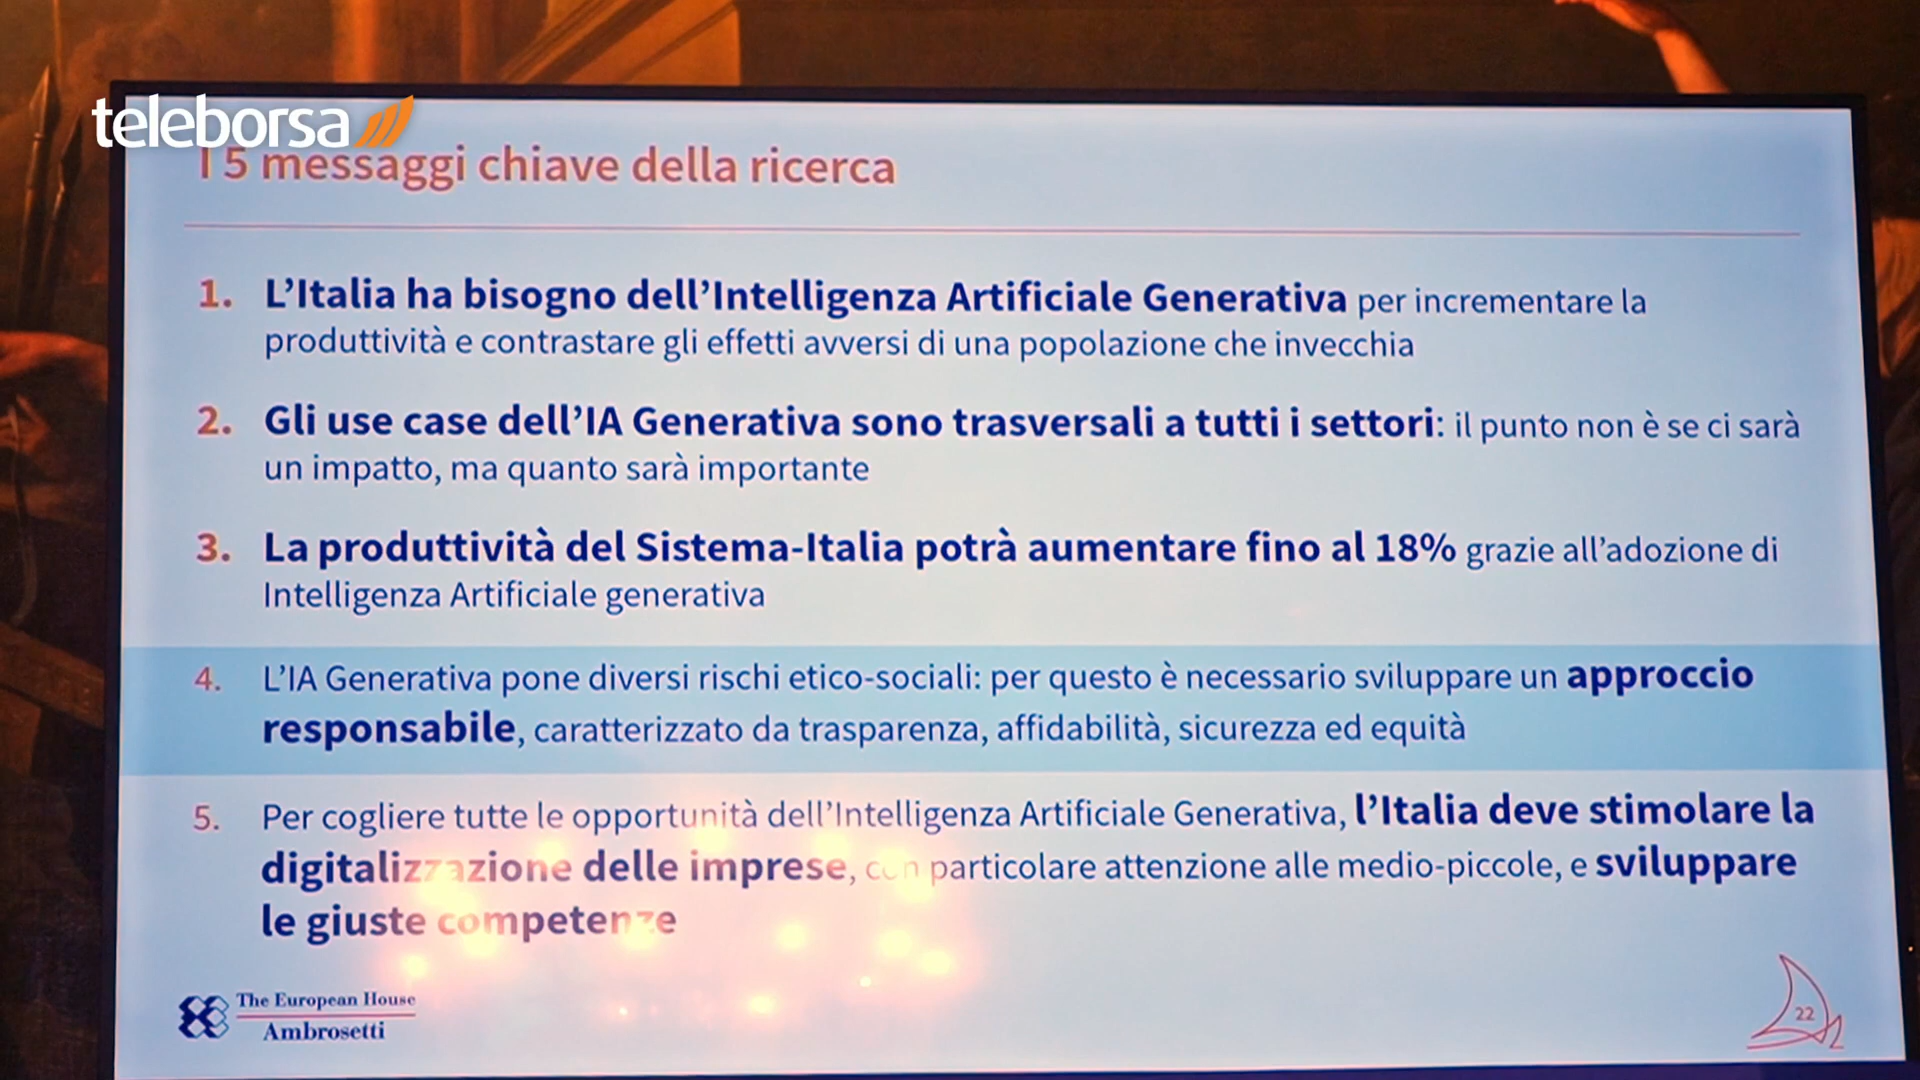 teleborsa
I 5 messaggi chiave della ricerca
1. L'Italia ha bisogno dell'Intelligenza Artificiale Generativa per incrementare la
produttività e contrastare gli effetti avversi di una popolazione che invecchia
2. Gli use case dell'IA Generativa sono trasversali a tutti i settori: il punto non è se ci sarà
un impatto, ma quanto sarà importante
3. La produttività del Sistema-Italia potrà aumentare fino al 18% grazie all'adozione di
Intelligenza Artificiale generativa
4. L'IA Generativa pone diversi rischi etico-sociali: per questo è necessario sviluppare un approccio
responsabile, caratterizzato da trasparenza, affidabilità, sicurezza ed equità
5. Per cogliere tutte le opportunità dell'Intelligenza Artificiale Generativa, l'Italia deve stimolare la
digitalizzazione delle imprese, con particolare attenzione alle medio-piccole, e sviluppare
le giuste competenze
The European House
Ambrosetti
22